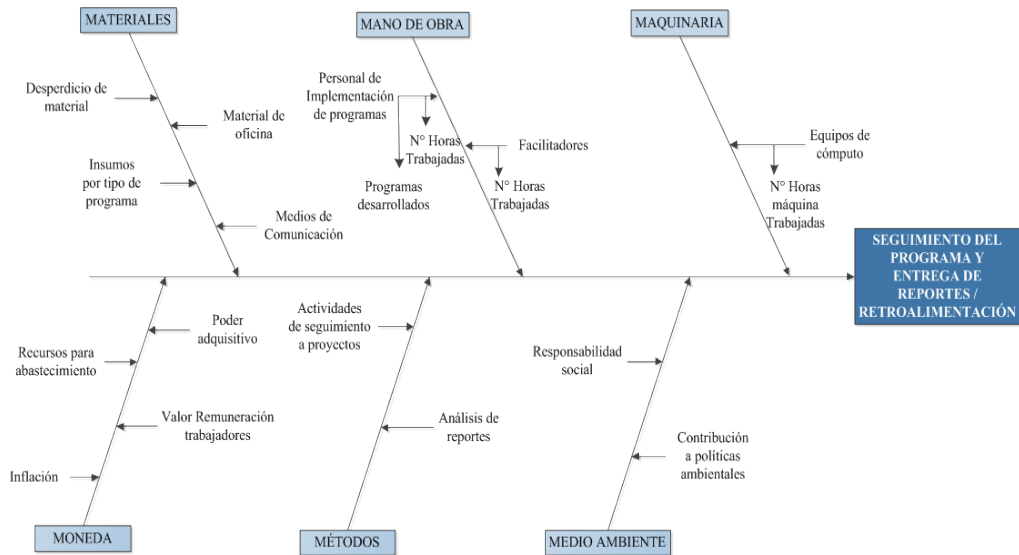 MATERIALES
MANO DE OBRA
MAQUINARIA
Desperdicio de
material
Material de
oficina
Insumos
por tipo de
programa
Medios de
Comunicación
Personal de
Implementación
de programas
N° Horas
Trabajadas
Programas
desarrollados
Facilitadores
N° Horas
Trabajadas
Equipos de
cómputo
N° Horas
máquina
Trabajadas
SEGUIMIENTO DEL
PROGRAMA Y
ENTREGA DE
REPORTES /
RETROALIMENTACIÓN
Poder
adquisitivo
Recursos para
abastecimiento
Valor Remuneración
trabajadores
Inflación
Actividades
de seguimiento
a proyectos
Análisis de
reportes
Responsabilidad
social
Contribución
a políticas
ambientales
MONEDA
MÉTODOS
MEDIO AMBIENTE